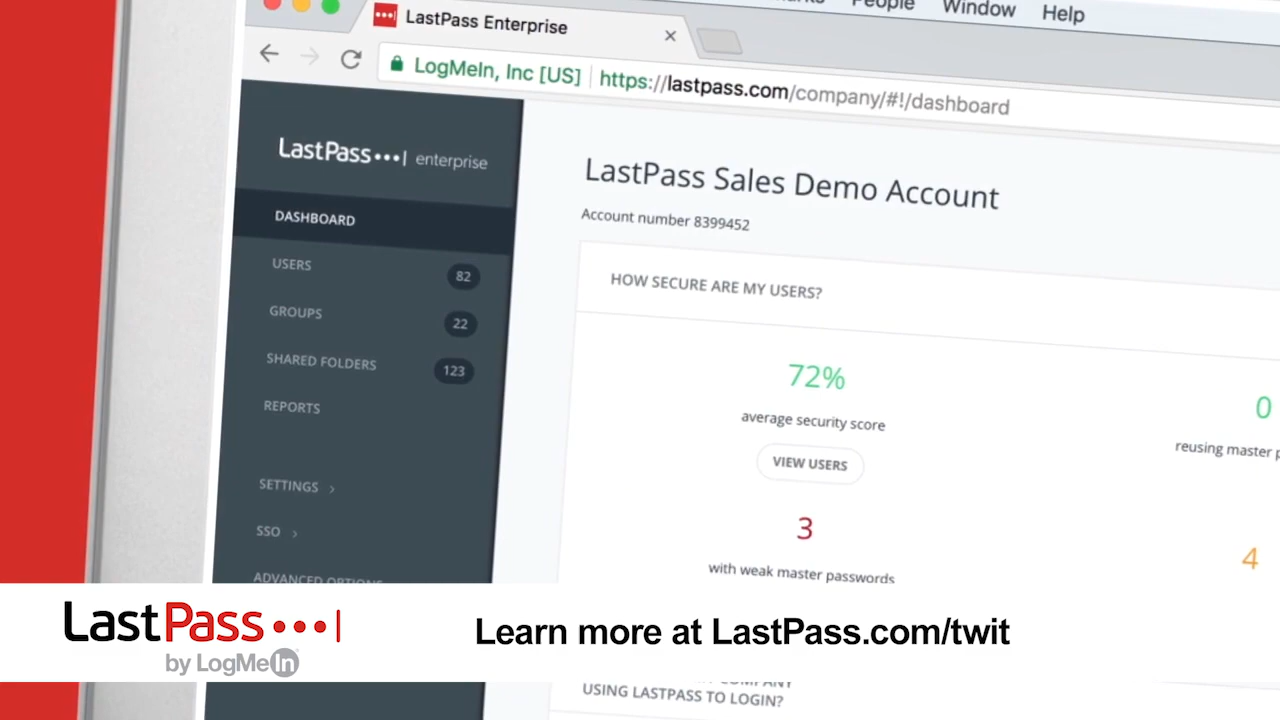 People Window Help
LastPass Enterprise
LogMeIn, Inc [US] https://lastpass.com/company/#!/dashboard
LastPass•••| enterprise
DASHBOARD
USERS 82
GROUPS 22
SHARED FOLDERS 123
REPORTS
SETTINGS >
SSO >
ADVANCED OPTIONS
LastPass Sales Demo Account
Account number 8399452
HOW SECURE ARE MY USERS?
72%
average security score
VIEW USERS
0
reusing master
3
with weak master passwords
4
COMPANY
USING LASTPASS TO LOGIN?
LastPass•••|
by LogMeIn
Learn more at LastPass.com/twit